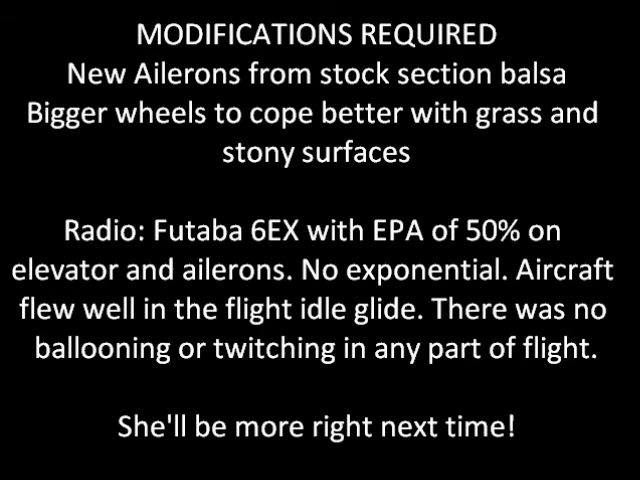 MODIFICATIONS REQUIRED
New Ailerons from stock section balsa
Bigger wheels to cope better with grass and
stony surfaces
Radio: Futaba 6EX with EPA of 50% on
elevator and ailerons. No exponential. Aircraft
flew well in the flight idle glide. There was no
ballooning or twitching in any part of flight.
She'll be more right next time!